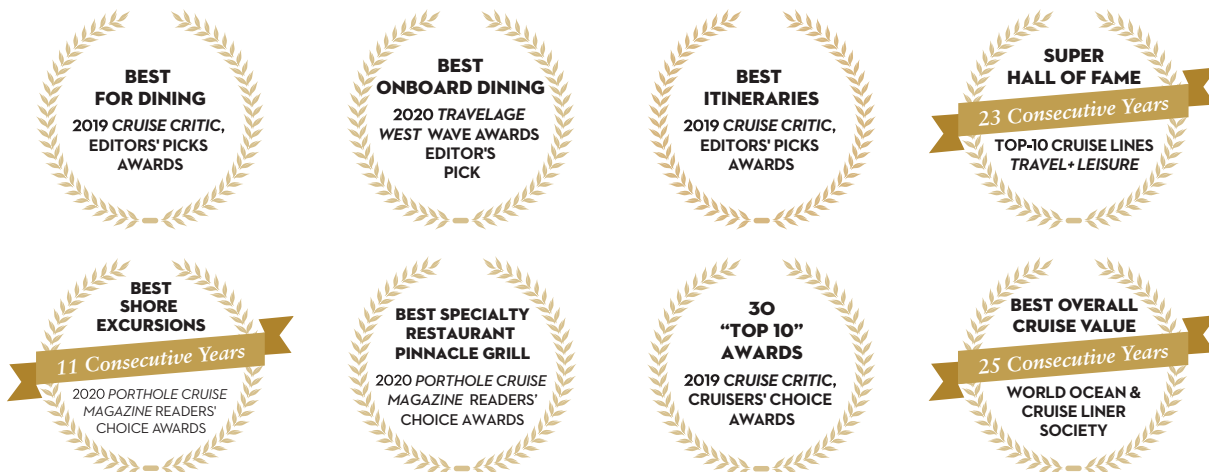 BEST
FOR DINING
2019 CRUISE CRITIC,
EDITORS' PICKS
AWARDS
BEST
ONBOARD DINING
2020 TRAVELAGE
WEST WAVE AWARDS
EDITOR'S
PICK
BEST
ITINERARIES
2019 CRUISE CRITIC,
EDITORS' PICKS
AWARDS
SUPER
HALL OF FAME
23 Consecutive Years
TOP-10 CRUISE LINES
TRAVEL+ LEISURE
BEST
SHORE
EXCURSIONS
11 Consecutive Years
2020 PORTHOLE CRUISE
MAGAZINE READERS'
CHOICE AWARDS
BEST SPECIALTY
RESTAURANT
PINNACLE GRILL
2020 PORTHOLE CRUISE
MAGAZINE READERS’
CHOICE AWARDS
30
“TOP 10”
AWARDS
2019 CRUISE CRITIC,
CRUISERS' CHOICE
AWARDS
BEST OVERALL
CRUISE VALUE
25 Consecutive Years
WORLD OCEAN &
CRUISE LINER
SOCIETY